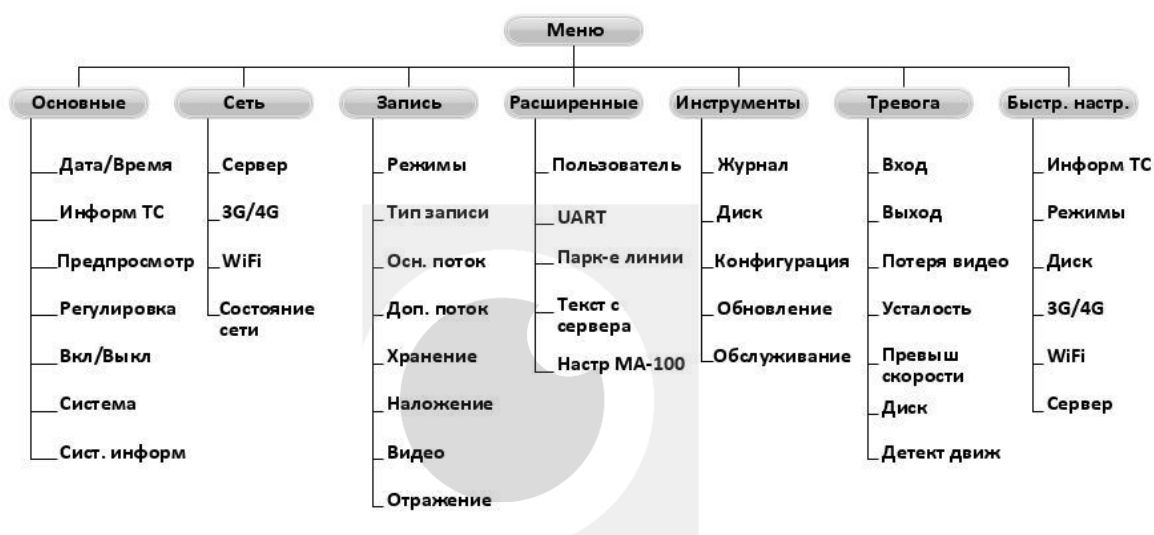 Меню
Основные
Сеть
Запись
Расширенные
Инструменты
Тревога
Быстр. настр.
Дата/Время
Информ ТС
Предпросмотр
Регулировка
Вкл/Выкл
Система
Сист. информ
Сервер
3G/4G
WiFi
Состояние
сети
Режимы
Тип записи
Осн. поток
Доп. поток
Хранение
Наложение
Видео
Отражение
Пользователь
UART
Парк-е линии
Текст с
сервера
Настр МА-100
Журнал
Диск
Конфигурация
Обновление
Обслуживание
Вход
Выход
Потеря видео
Усталость
Превыш
скорости
Диск
Детект движ
Информ ТС
Режимы
Диск
3G/4G
WiFi
Сервер